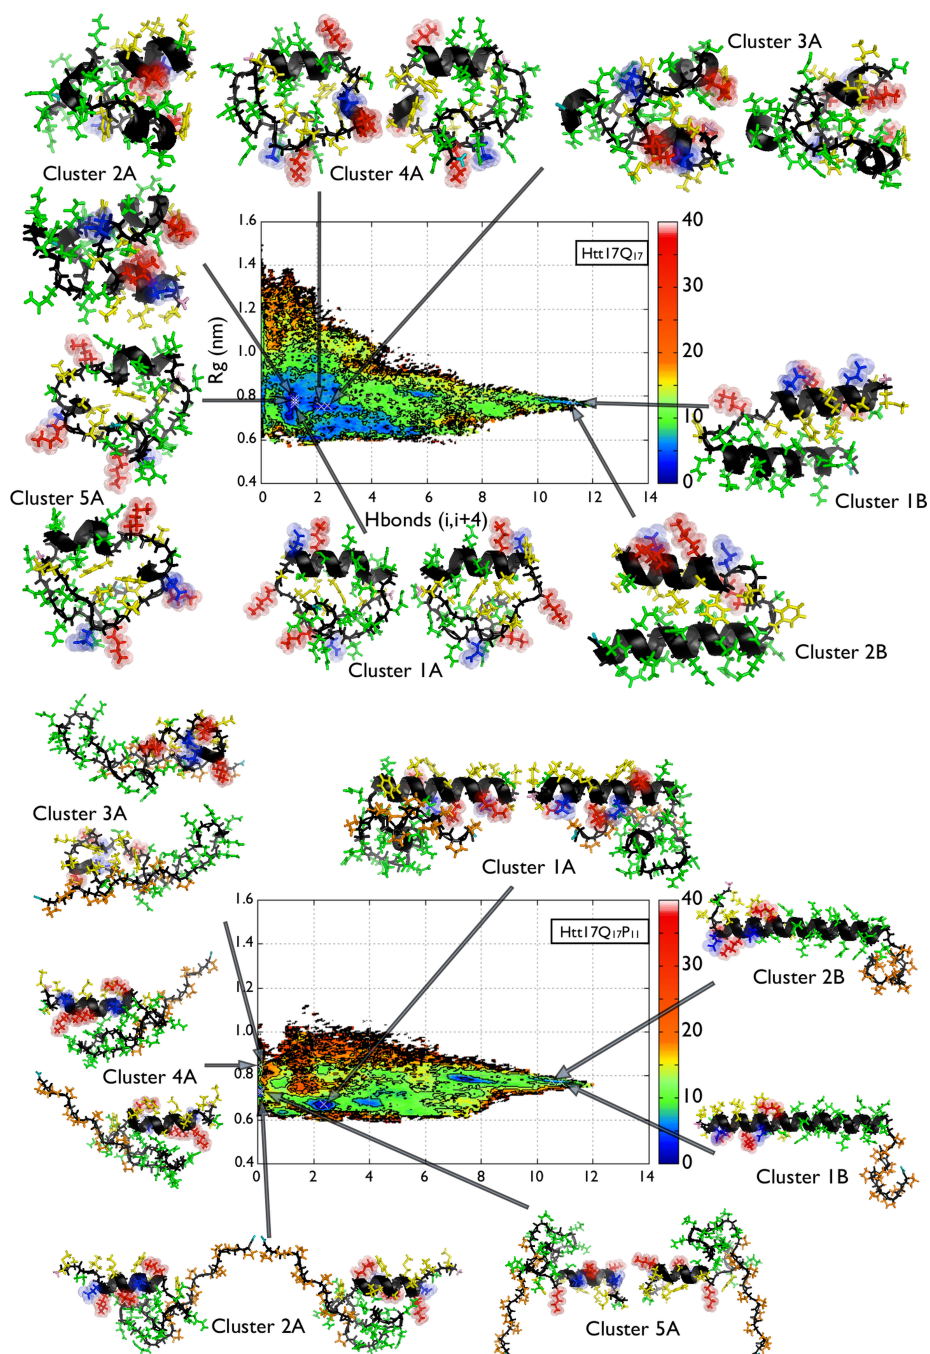 Cluster 3A
Cluster 2A
Cluster 4A
1.6
1.4
1.2
1.0
0.8
0.6
0.4
Rg (nm)
Htt17Q₁₇
40
30
20
10
0
0
2
4
6
8
10
12
14
Hbonds (i,i+4)
Cluster 5A
Cluster 1B
Cluster 1A
Cluster 2B
Cluster 3A
Cluster 1A
1.6
1.2
1.0
0.8
0.6
0.4
Htt17Q₁₇P₁₁
40
30
20
10
0
0
2
4
6
8
10
12
14
Cluster 2B
Cluster 4A
Cluster 1B
Cluster 2A
Cluster 5A